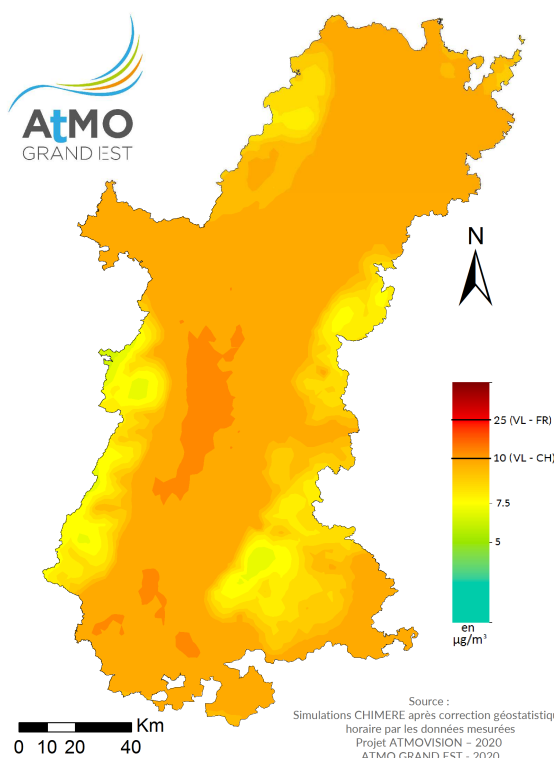 AtMO
GRAND EST
N
25 (VL - FR)
10 (VL - CH)
7.5
5
en
µg/m³
Km
0 10 20 40
Source :
Simulations CHIMERE après correction géostatistiqu
horaire par les données mesurées
Projet ATMOVISION – 2020
ATMO GRAND EST - 2020